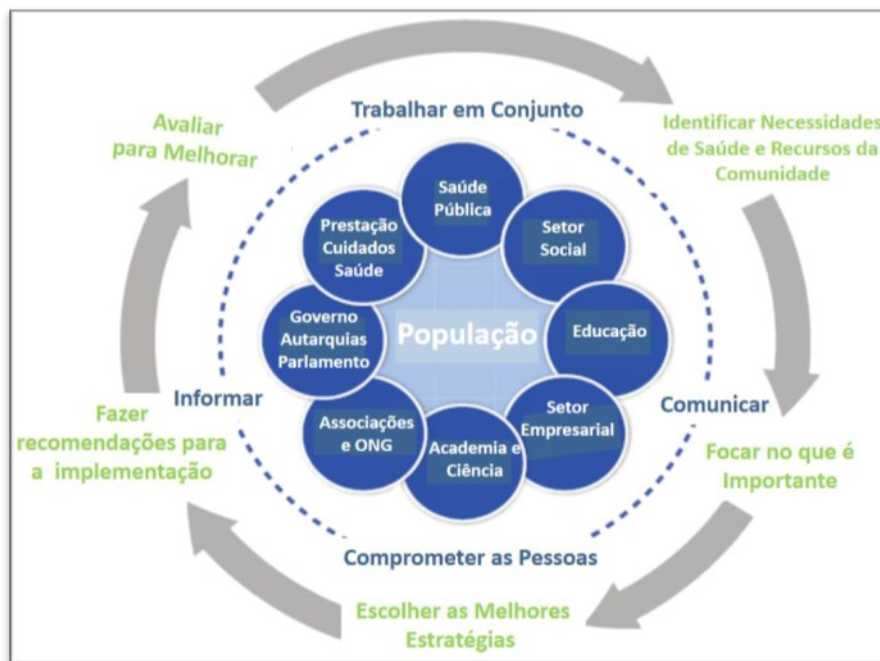 Trabalhar em Conjunto
Avaliar
para Melhorar
Identificar Necessidades
de Saúde e Recursos da
Comunidade
Saúde
Pública
Prestação
Cuidados
Saúde
Setor
Social
Governo
Autarquias
Parlamento
População
Educação
Informar
Comunicar
Associações
e ONG
Academia e
Ciência
Setor
Empresarial
Fazer
recomendações para
a implementação
Focar no que é
Importante
Comprometer as Pessoas
Escolher as Melhores
Estratégias